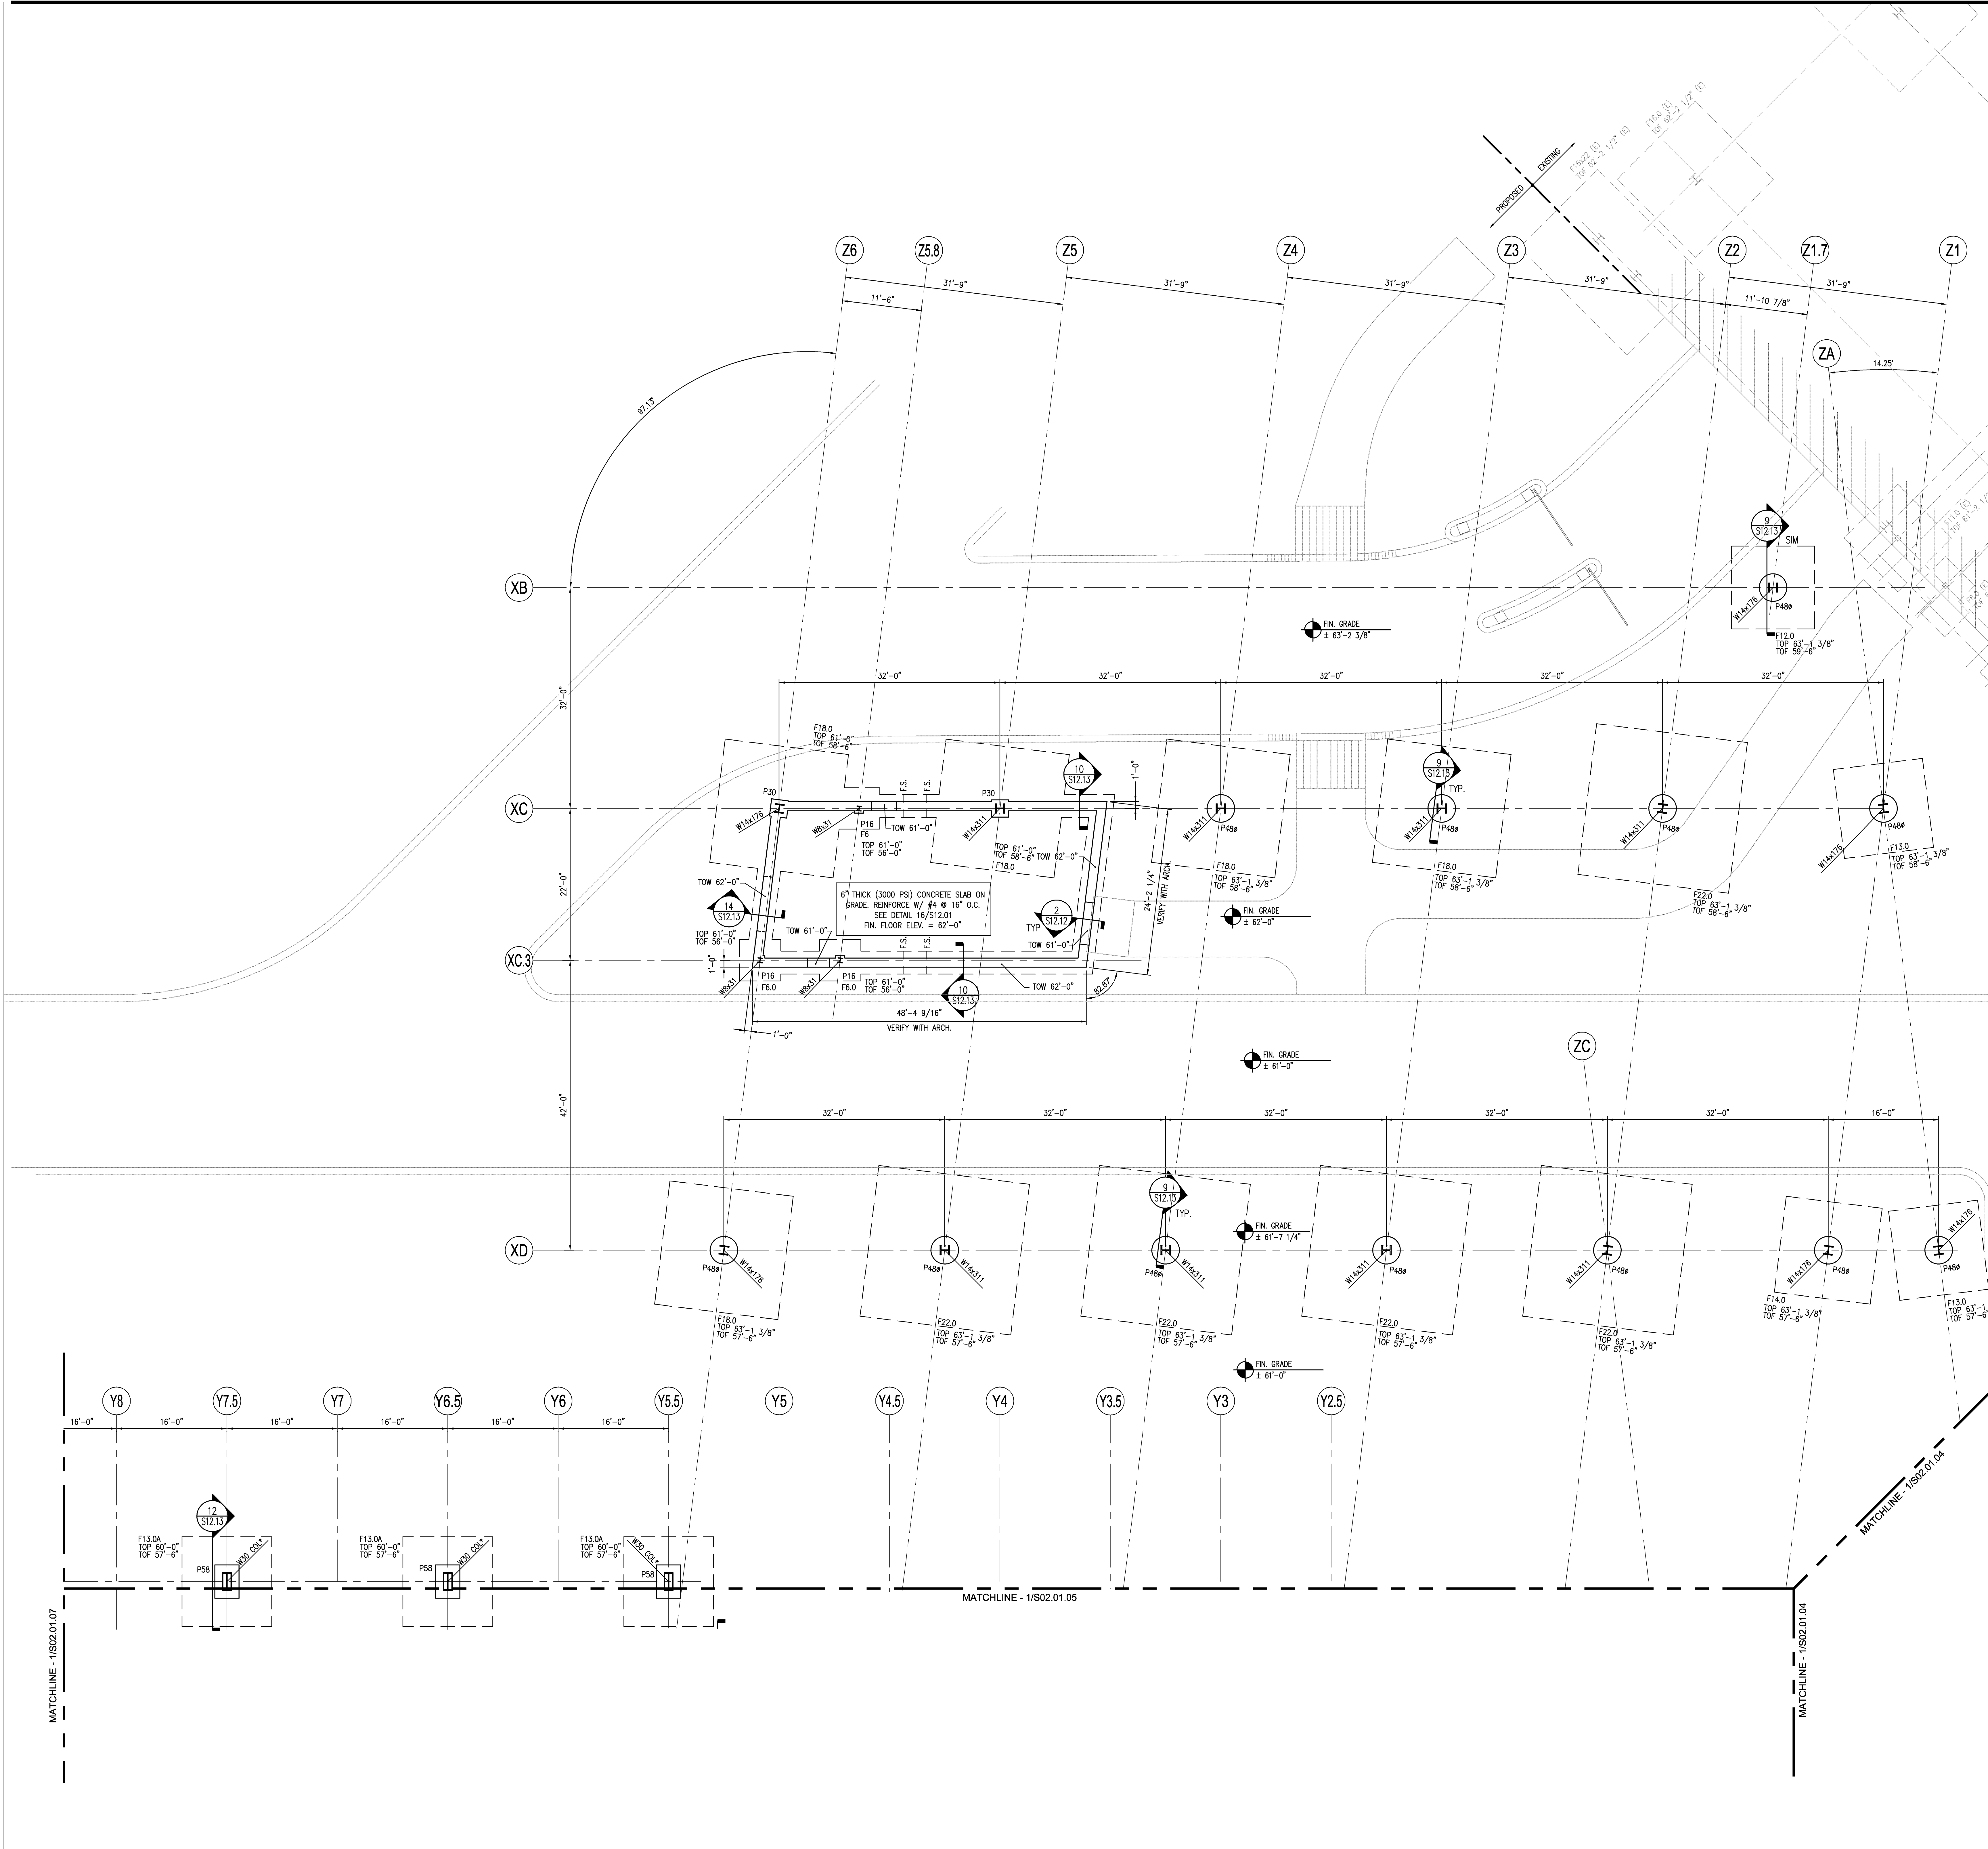 F16.0 (E)
TOF 62'-2 1/2" (E)
F16x22 (E)
TOF 62'-2 1/2" (E)
EXISTING
PROPOSED
Z6
Z5.8
Z5
Z4
Z3
Z2
Z1.7
Z1
31'-9"
31'-9"
31'-9"
31'-9"
31'-9"
11'-6"
11'-10 7/8"
ZA
14.25°
97.13°
F11.0 (E)
9
S12.13
SIM
XB
W14x176
P48ø
F12.0
TOP 63'-1 3/8"
TOF 59'-6"
FIN. GRADE
± 63'-2 3/8"
32'-0"
32'-0"
32'-0"
32'-0"
32'-0"
32'-0"
F18.0
TOP 61'-0"
TOF 58'-6"
10
S12.13
1'-0"
9
S12.13
TYP.
F.S.
F.S.
P30
P30
XC
W14x176
W8x31
P16
F6
TOW 61'-0"
TOP 61'-0"
TOF 56'-0"
W14x311
TOP 61'-0"
TOF 58'-6"
TOW 62'-0"
F18.0
W14x311
P48ø
F18.0
TOP 63'-1 3/8"
TOF 58'-6"
W14x311
P48ø
F18.0
TOP 63'-1 3/8"
TOF 58'-6"
W14x311
P48ø
F22.0
TOP 63'-1 3/8"
TOF 58'-6"
W14x176
P48ø
F13.0
TOP 63'-1 3/8"
TOF 58'-6"
22'-0"
TOW 62'-0"
14
S12.13
6" THICK (3000 PSI) CONCRETE SLAB ON
GRADE. REINFORCE W/ #4 @ 16" O.C.
SEE DETAIL 16/S12.01
FIN. FLOOR ELEV. = 62'-0"
2
S12.12
TYP
24'-2 1/4"
VERIFY WITH ARCH.
FIN. GRADE
± 62'-0"
TOP 61'-0"
TOF 56'-0"
TOW 61'-0"
F.S.
F.S.
TOW 61'-0"
XC.3
1'-0"
W8x31
P16
F6.0
W8x31
P16
F6.0
TOP 61'-0"
TOF 56'-0"
10
S12.13
TOW 62'-0"
82.87°
48'-4 9/16"
VERIFY WITH ARCH.
1'-0"
FIN. GRADE
± 61'-0"
ZC
42'-0"
32'-0"
32'-0"
32'-0"
32'-0"
32'-0"
16'-0"
9
S12.13
TYP.
FIN. GRADE
± 61'-7 1/4"
XD
P48ø
W14x176
F18.0
TOP 63'-1 3/8"
TOF 57'-6"
P48ø
W14x311
F22.0
TOP 63'-1 3/8"
TOF 57'-6"
P48ø
W14x311
F22.0
TOP 63'-1 3/8"
TOF 57'-6"
W14x311
P48ø
F22.0
TOP 63'-1 3/8"
TOF 57'-6"
W14x311
P48ø
F22.0
TOP 63'-1 3/8"
TOF 57'-6"
W14x176
P48ø
F14.0
TOP 63'-1 3/8"
TOF 57'-6"
W14x176
P48ø
F13.0
TOP 63'-1
TOF 57'-6"
FIN. GRADE
± 61'-0"
Y8
Y7.5
Y7
Y6.5
Y6
Y5.5
Y5
Y4.5
Y4
Y3.5
Y3
Y2.5
16'-0"
16'-0"
16'-0"
16'-0"
16'-0"
16'-0"
12
S12.13
F13.0A
TOP 60'-0"
TOF 57'-6"
P58
W30 COL*
F13.0A
TOP 60'-0"
TOF 57'-6"
P58
W30 COL*
F13.0A
TOP 60'-0"
TOF 57'-6"
P58
W30 COL*
MATCHLINE - 1/S02.01.04
MATCHLINE - 1/S02.01.05
MATCHLINE - 1/S02.01.07
MATCHLINE - 1/S02.01.04